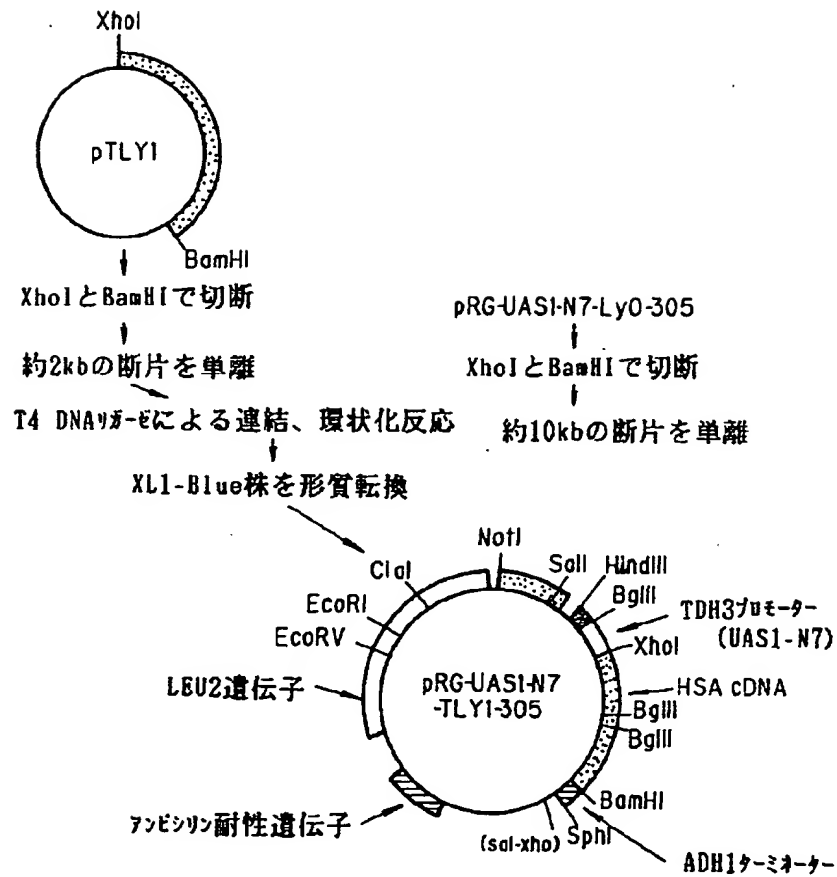 XhoI
pTLY1
BamHI
XhoIとBamHIで切断
約2kbの断片を単離
pRG-UAS1-N7-LyO-305
XhoIとBamHIで切断
約10kbの断片を単離
T4 DNAリガーゼによる連結、環状化反応
XL1-Blue株を形質転換
NotI
SalI
HindIII
BglII
ClaI
EcoRI
EcoRV
TDH3プロモーター
(UAS1-N7)
XhoI
LEU2遺伝子
pRG-UAS1-N7
-TLY1-305
HSA cDNA
BglII
BglII
BamHI
アンピシリン耐性遺伝子
(sal-xho)
SphI
ADH1ターミネーター